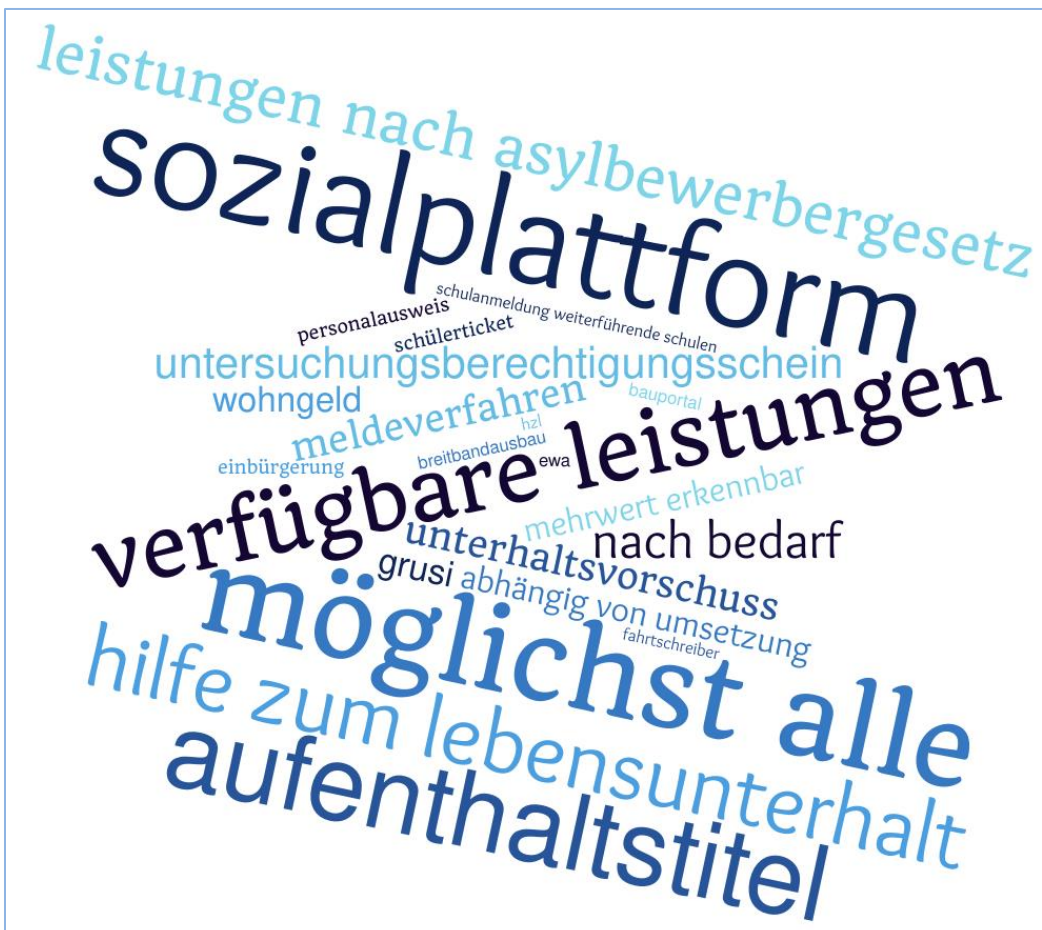 leistungen nach asylbewerbergesetz
sozialplattform
schulanmeldung weiterführende schulen
personalausweis
schülerticket
untersuchungsberechtigungsschein
wohngeld
meldeverfahren
bauportal
hzl
breitbandausbau
einbürgerung
ewa
verfügbare leistungen
mehrwert erkennbar
nach bedarf
unterhaltsvorschuss
grusi
abhängig von umsetzung
fahrtschreiber
möglichst alle
hilfe zum lebensunterhalt
aufenthaltstitel